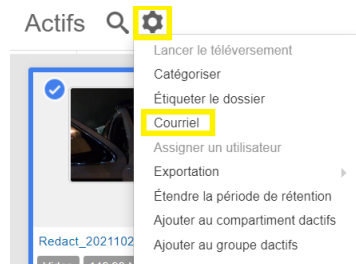 Actifs
Lancer le téléversement
Catégoriser
Étiqueter le dossier
Courriel
Assigner un utilisateur
Exportation
Étendre la période de rétention
Ajouter au compartiment dactifs
Ajouter au groupe dactifs
Redact_2021102